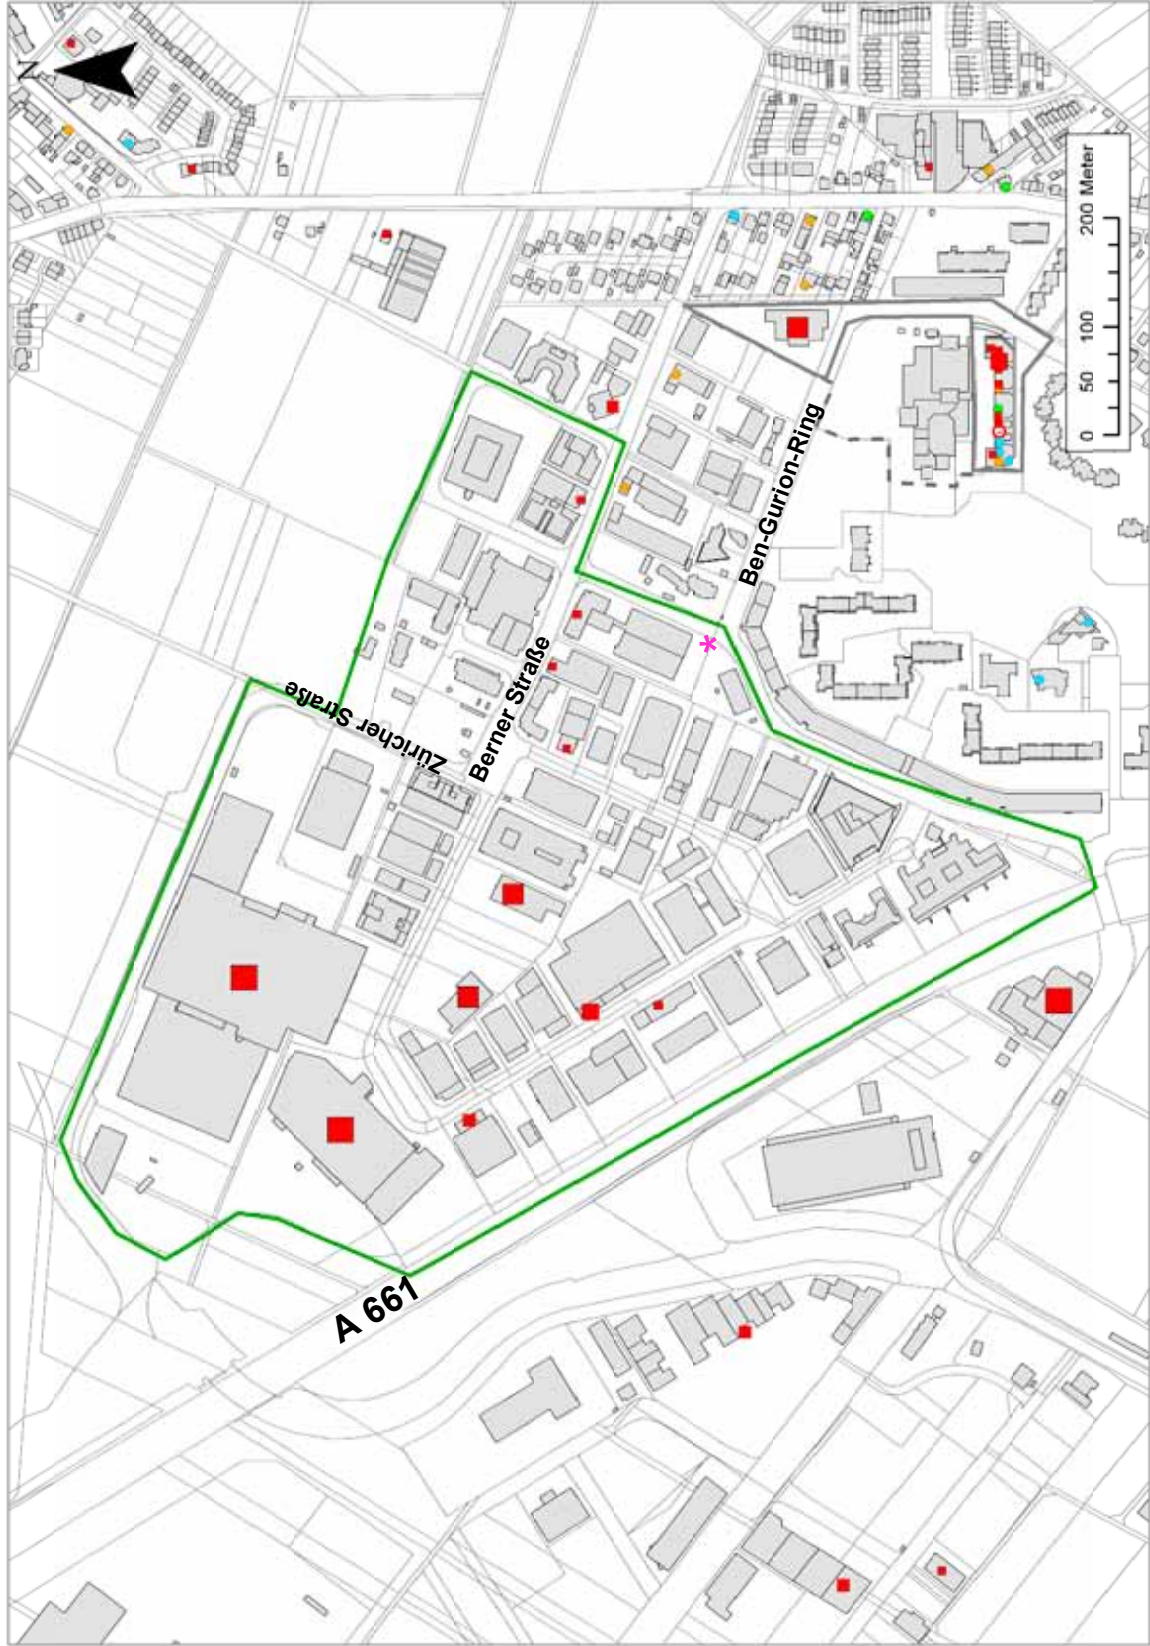 N
Ben-Gurion-Ring
Züricher Straße
Berner Straße
A 661
0 50 100 200 Meter